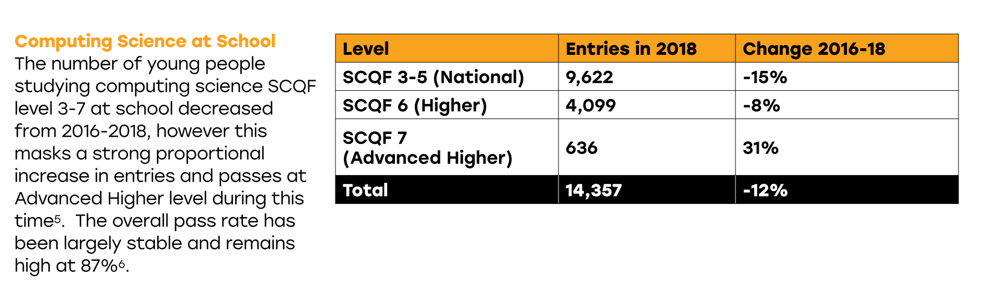 Computing Science at School
The number of young people
studying computing science SCQF
level 3-7 at school decreased
from 2016-2018, however this
masks a strong proportional
increase in entries and passes at
Advanced Higher level during this
time⁵.  The overall pass rate has
been largely stable and remains
high at 87%⁶.
Level Entries in 2018 Change 2016-18
SCQF 3-5 (National) 9,622 -15%
SCQF 6 (Higher) 4,099 -8%
SCQF 7
(Advanced Higher) 636 31%
Total 14,357 -12%